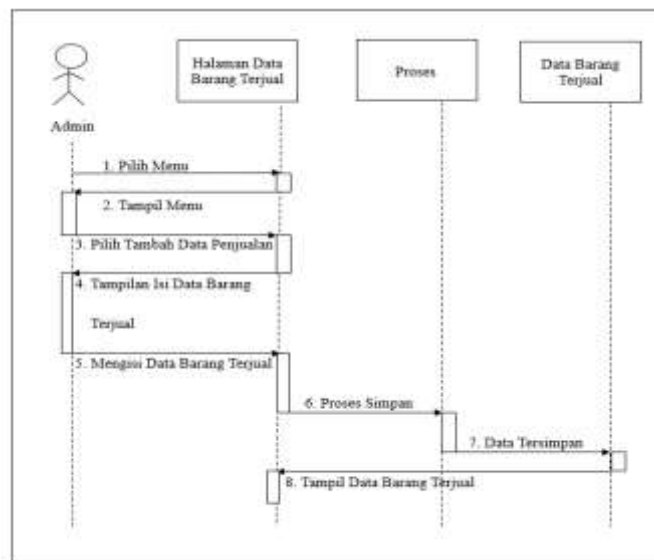 Halaman Data
Barang Terjual
Proses
Data Barang
Terjual
Admin
1. Pilih Menu
2. Tampil Menu
3. Pilih Tambah Data Penjualan
4. Tampilan Isi Data Barang
Terjual
5. Mengisi Data Barang Terjual
6. Proses Simpan
7. Data Tersimpan
8. Tampil Data Barang Terjual